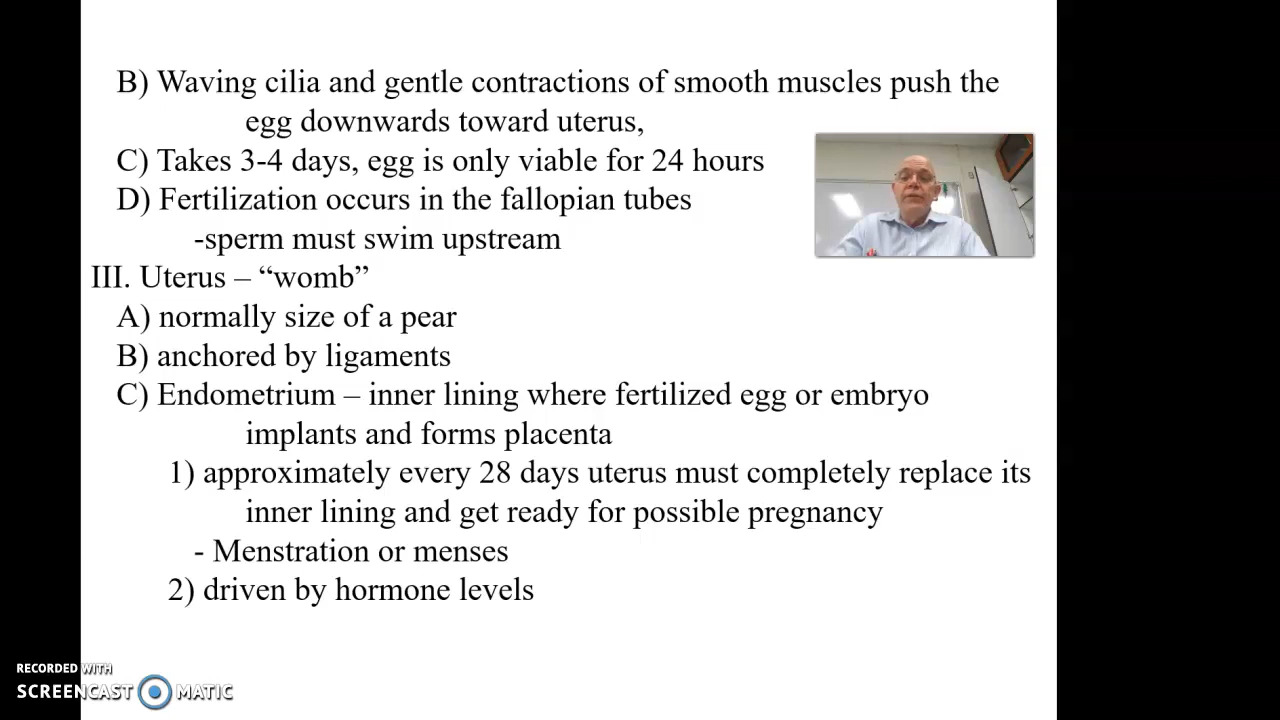 B) Waving cilia and gentle contractions of smooth muscles push the
egg downwards toward uterus,
C) Takes 3-4 days, egg is only viable for 24 hours
D) Fertilization occurs in the fallopian tubes
-sperm must swim upstream
III. Uterus – “womb”
A) normally size of a pear
B) anchored by ligaments
C) Endometrium – inner lining where fertilized egg or embryo
implants and forms placenta
1) approximately every 28 days uterus must completely replace its
inner lining and get ready for possible pregnancy
- Menstration or menses
2) driven by hormone levels
RECORDED WITH
SCREENCAST MATIC